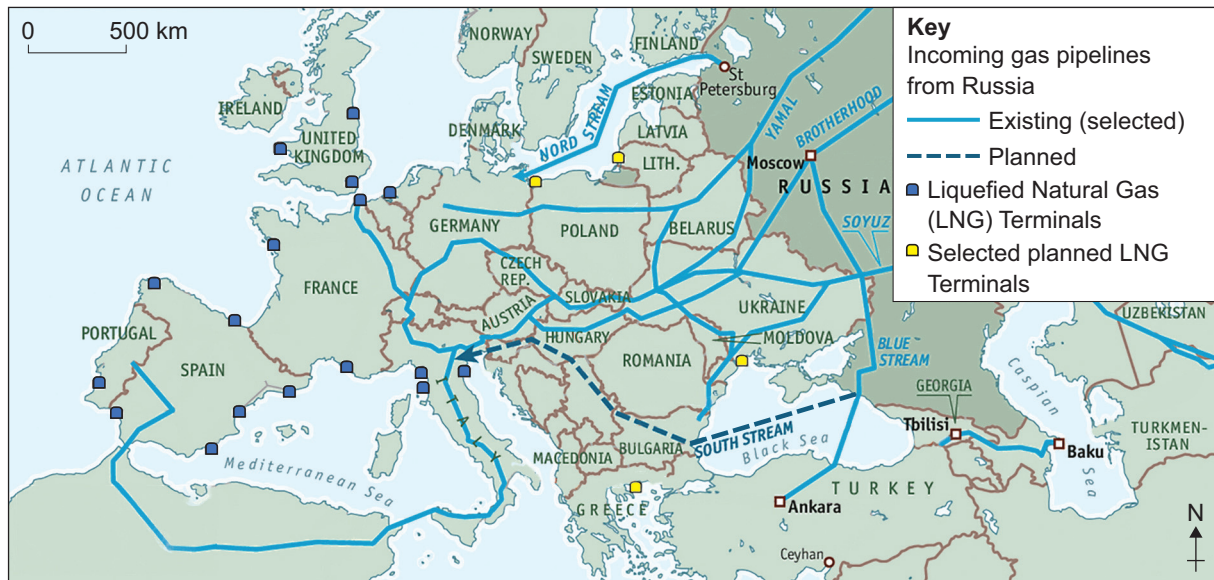 0 500 km
NORWAY
SWEDEN
FINLAND
St
Petersburg
ESTONIA
IRELAND
UNITED
KINGDOM
DENMARK
NORD STREAM
LATVIA
LITH.
YAMAL
BROTHERHOOD
Moscow
RUSSIA
ATLANTIC
OCEAN
GERMANY
POLAND
BELARUS
SOYUZ
CZECH
REP.
FRANCE
SLOVAKIA
UKRAINE
AUSTRIA
HUNGARY
MOLDOVA
ROMANIA
PORTUGAL
SPAIN
ITALY
BLUE
STREAM
GEORGIA
Tbilisi
Caspian
Sea
Baku
UZBEKISTAN
TURKMEN-
ISTAN
SOUTH STREAM
Black Sea
BULGARIA
MACEDONIA
Mediterranean Sea
GREECE
TURKEY
Ankara
Ceyhan
N
Key
Incoming gas pipelines
from Russia
Existing (selected)
Planned
Liquefied Natural Gas
(LNG) Terminals
Selected planned LNG
Terminals